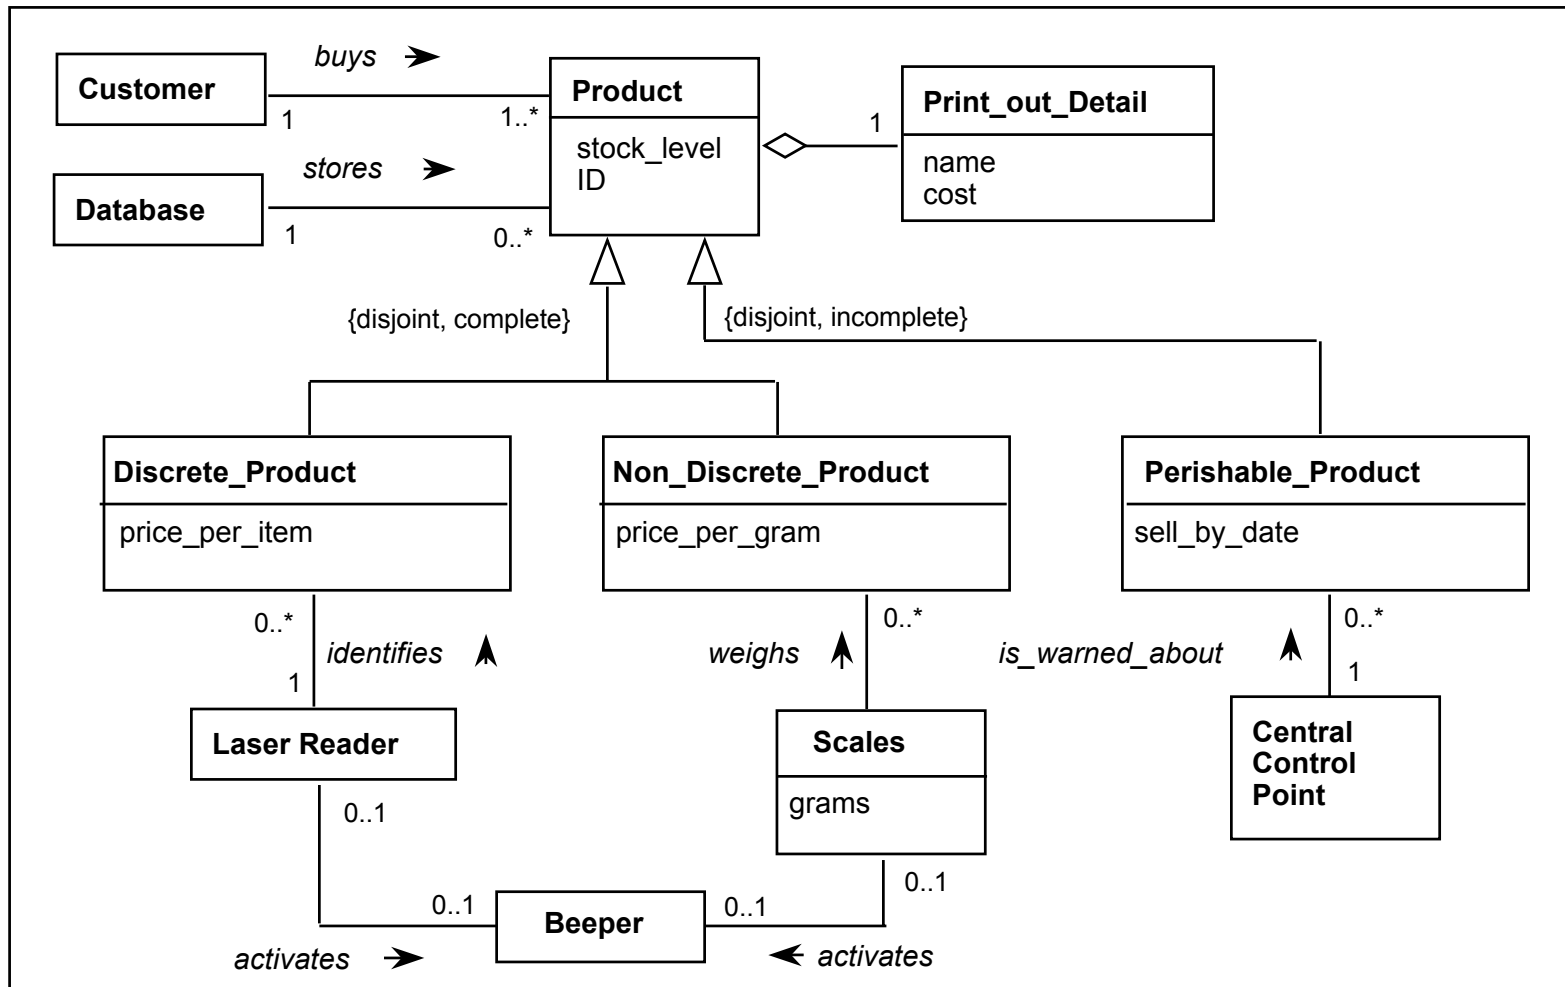 buys
Customer
1
1..*
Product
stock_level
ID
1
Print_out_Detail
name
cost
stores
Database
1
0..*
{disjoint, complete}
{disjoint, incomplete}
Discrete_Product
price_per_item
Non_Discrete_Product
price_per_gram
Perishable_Product
sell_by_date
0..*
identifies
1
0..*
weighs
0..*
is_warned_about
1
Laser Reader
Scales
grams
Central
Control
Point
0..1
0..1
0..1
Beeper
0..1
activates
activates